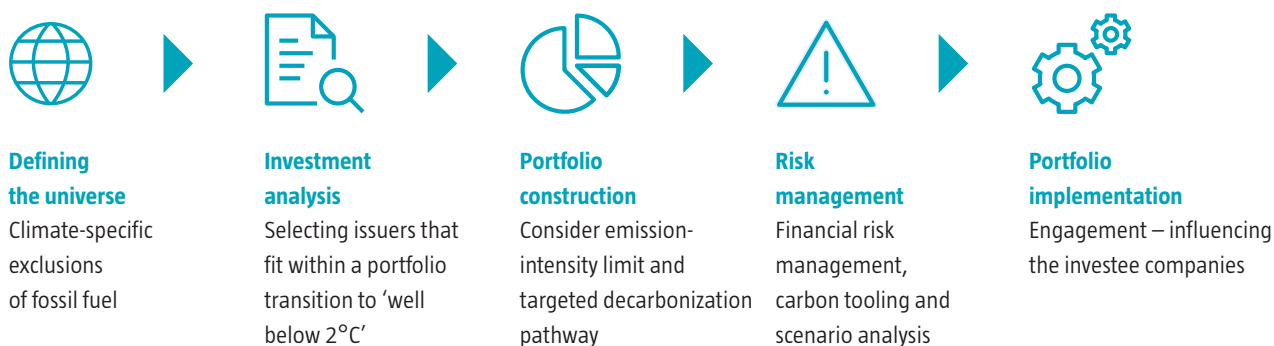 Defining
the universe
Climate-specific
exclusions
of fossil fuel
Investment
analysis
Selecting issuers that
fit within a portfolio
transition to ‘well
below 2°C’
Portfolio
construction
Consider emission-
intensity limit and
targeted decarbonization
pathway
Risk
management
Financial risk
management,
carbon tooling and
scenario analysis
Portfolio
implementation
Engagement – influencing
the investee companies